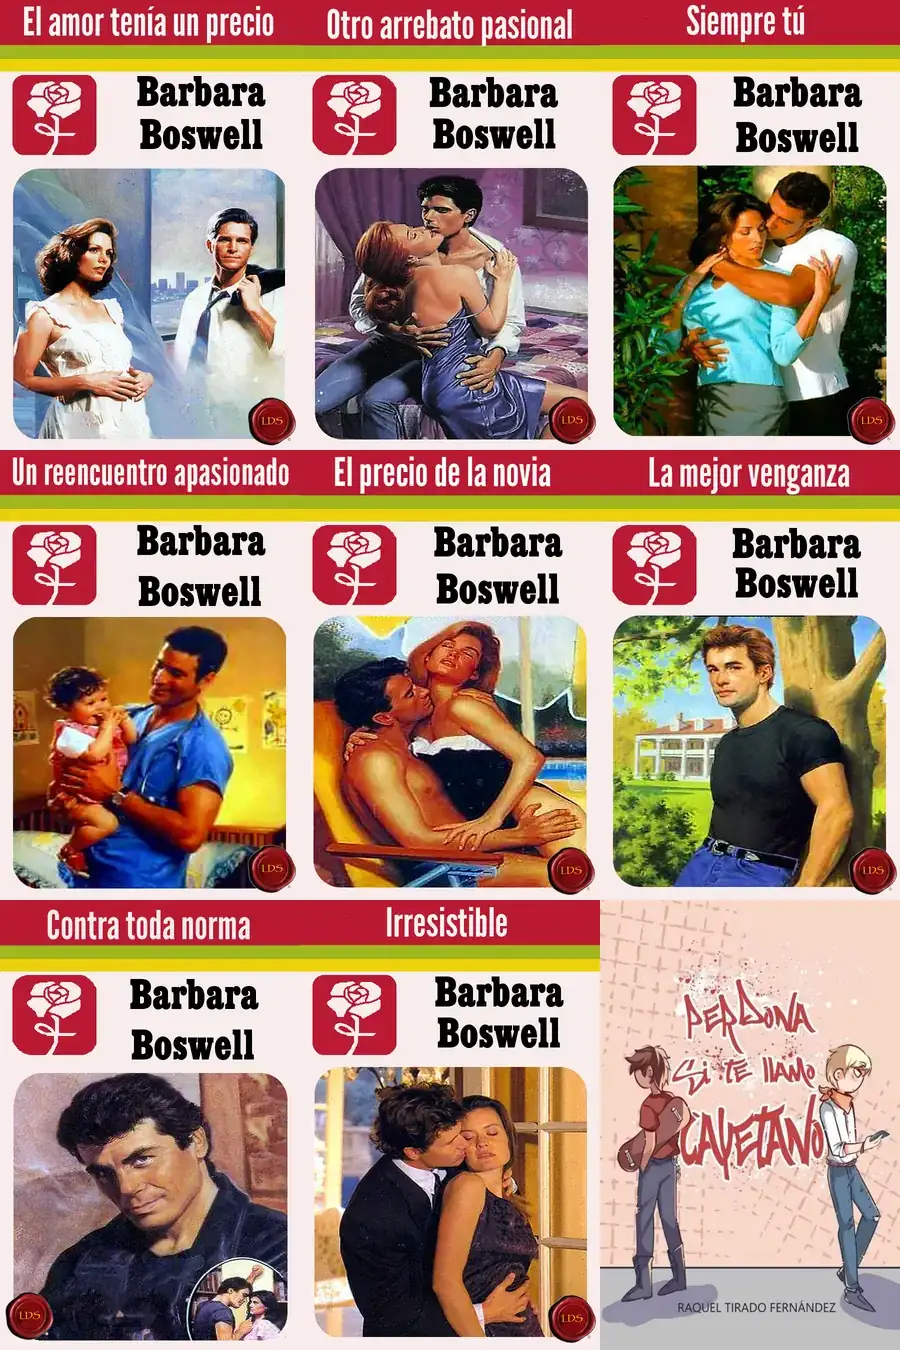 El amor tenía un precio
Barbara
Boswell
LDS
Otro arrebato pasional
Barbara
Boswell
LDS
Siempre tú
Barbara
Boswell
LDS
Un reencuentro apasionado
Barbara
Boswell
LDS
El precio de la novia
Barbara
Boswell
LDS
La mejor venganza
Barbara
Boswell
LDS
Contra toda norma
Barbara
Boswell
LDS
Irresistible
Barbara
Boswell
LDS
PERDONA
Si TE llAMO
CAYETANO
RAQUEL TIRADO FERNÁNDEZ